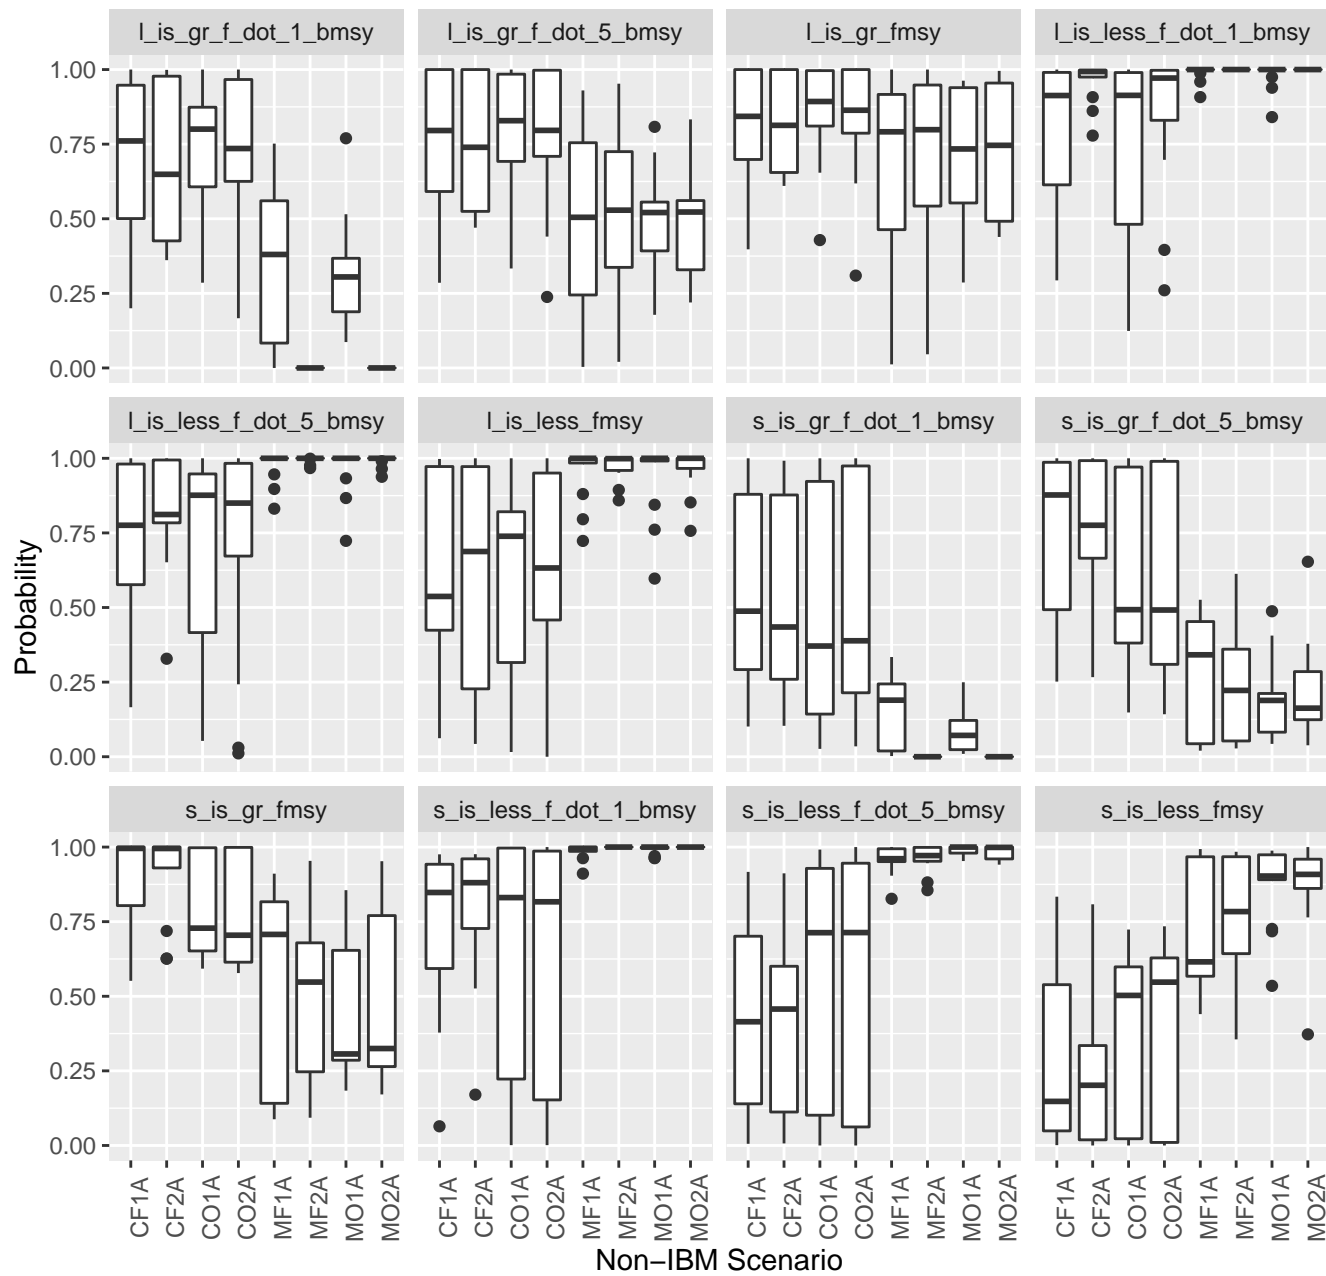 l_is_gr_f_dot_1_bmsy l_is_gr_f_dot_5_bmsy l_is_gr_fmsy l_is_less_f_dot_1_bmsy
1.00
0.75
0.50
0.25
0.00
l_is_less_f_dot_5_bmsy l_is_less_fmsy s_is_gr_f_dot_1_bmsy s_is_gr_f_dot_5_bmsy
1.00
0.75
0.50
0.25
0.00
Probability
s_is_gr_fmsy s_is_less_f_dot_1_bmsy s_is_less_f_dot_5_bmsy s_is_less_fmsy
1.00
0.75
0.50
0.25
0.00
CF1A CF2A CO1A CO2A MF1A MF2A MO1A MO2A CF1A CF2A CO1A CO2A MF1A MF2A MO1A MO2A CF1A CF2A CO1A CO2A MF1A MF2A MO1A MO2A CF1A CF2A CO1A CO2A MF1A MF2A MO1A MO2A
Non−IBM Scenario